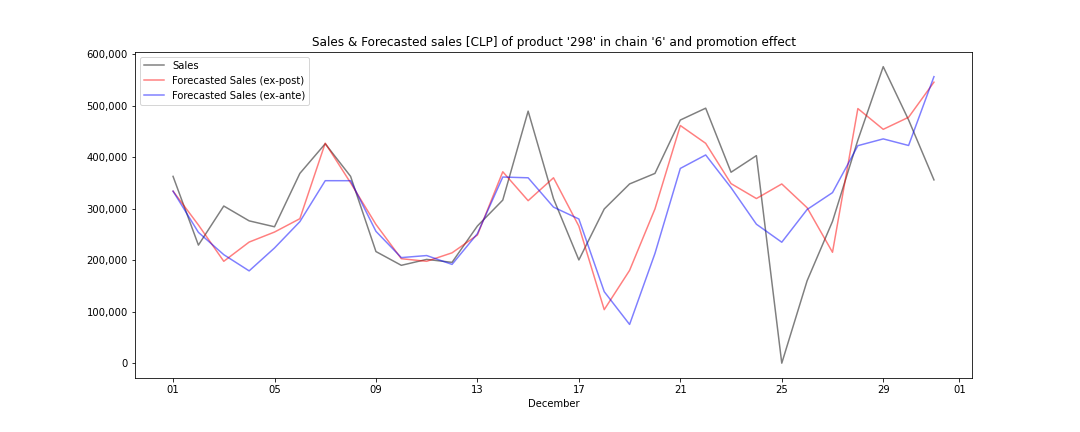 Sales & Forecasted sales [CLP] of product '298' in chain '6' and promotion effect
600,000
500,000
400,000
300,000
200,000
100,000
0
Sales
Forecasted Sales (ex-post)
Forecasted Sales (ex-ante)
01 05 09 13 17 21 25 29 01
December